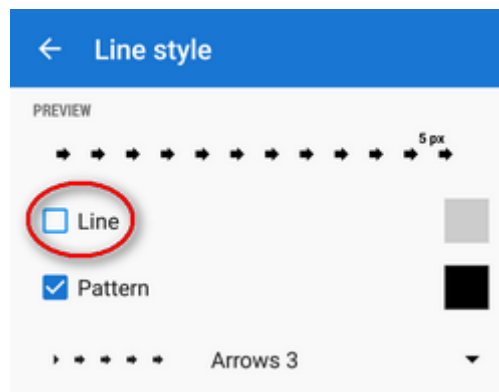 Line style
PREVIEW
5 px
Line
Pattern
Arrows 3